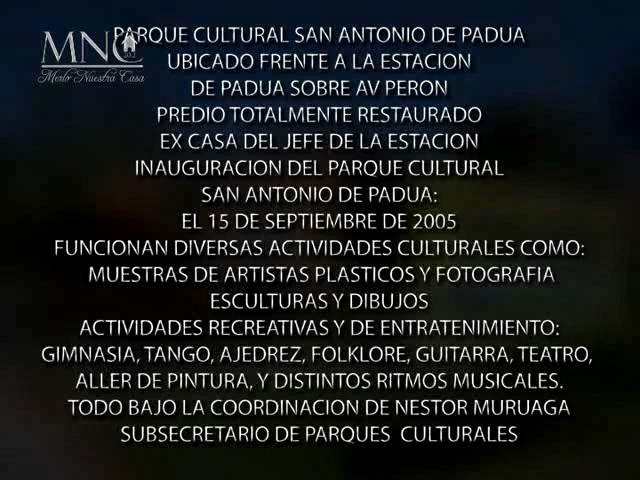 PARQUE CULTURAL SAN ANTONIO DE PADUA
MNC
Merlo Nuestra Casa
UBICADO FRENTE A LA ESTACION
DE PADUA SOBRE AV PERON
PREDIO TOTALMENTE RESTAURADO
EX CASA DEL JEFE DE LA ESTACION
INAUGURACION DEL PARQUE CULTURAL
SAN ANTONIO DE PADUA:
EL 15 DE SEPTIEMBRE DE 2005
FUNCIONAN DIVERSAS ACTIVIDADES CULTURALES COMO:
MUESTRAS DE ARTISTAS PLASTICOS Y FOTOGRAFIA
ESCULTURAS Y DIBUJOS
ACTIVIDADES RECREATIVAS Y DE ENTRATENIMIENTO:
GIMNASIA, TANGO, AJEDREZ, FOLKLORE, GUITARRA, TEATRO,
ALLER DE PINTURA, Y DISTINTOS RITMOS MUSICALES.
TODO BAJO LA COORDINACION DE NESTOR MURUAGA
SUBSECRETARIO DE PARQUES CULTURALES